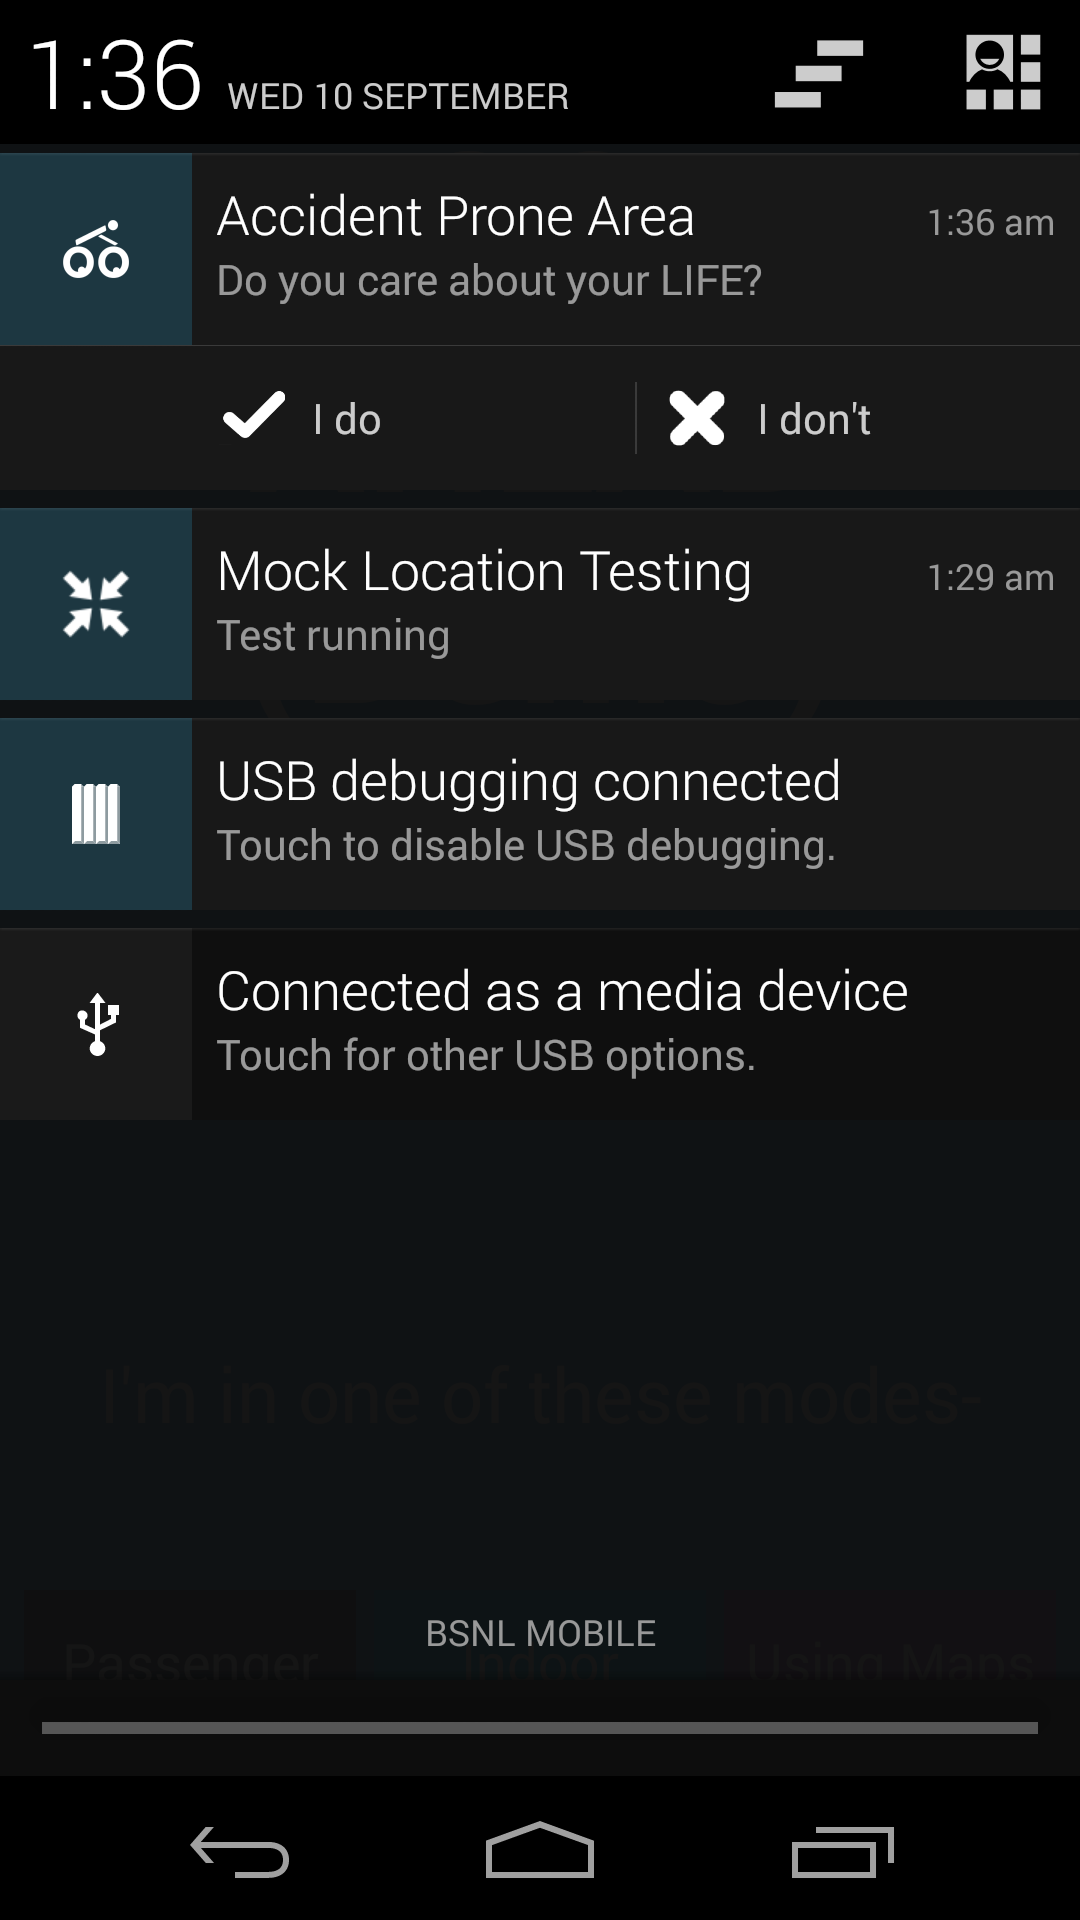 1:36 WED 10 SEPTEMBER
Accident Prone Area 1:36 am
Do you care about your LIFE?
I do I don't
Mock Location Testing 1:29 am
Test running
USB debugging connected
Touch to disable USB debugging.
Connected as a media device
Touch for other USB options.
I'm in one of these modes-
BSNL MOBILE
Passenger Indoor Using Maps